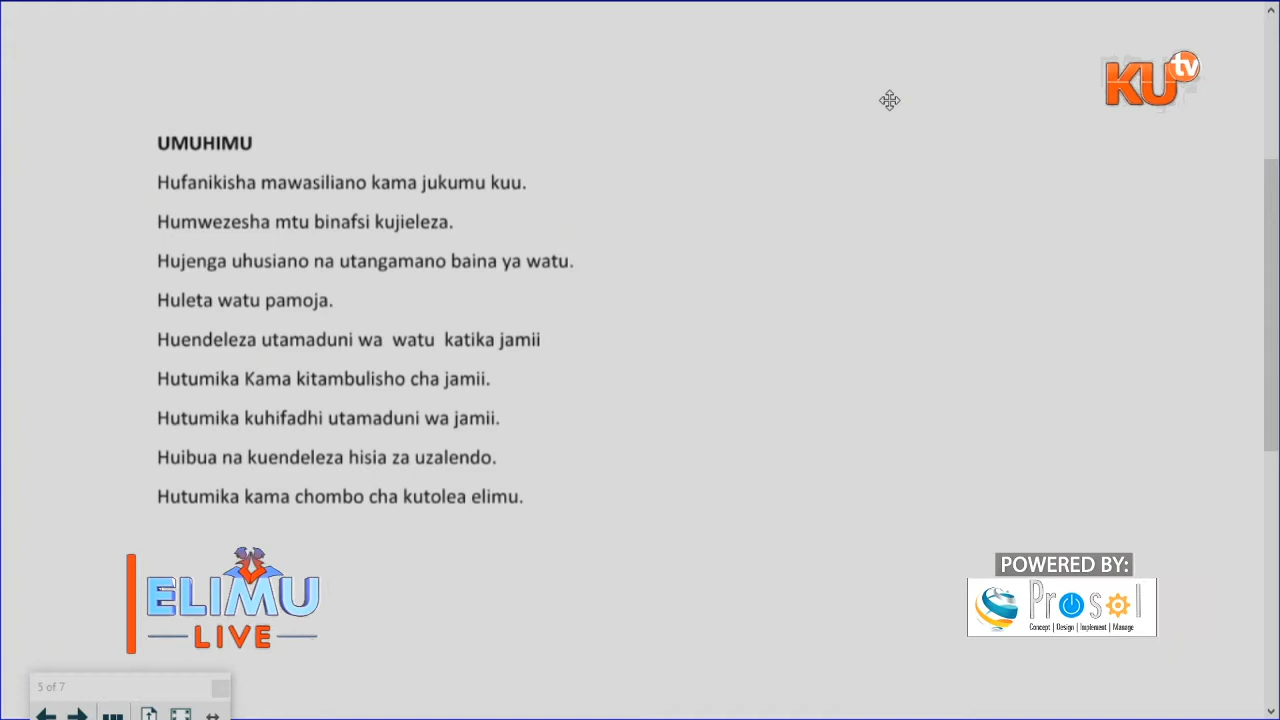 KU tv
UMUHIMU
Hufanikisha mawasiliano kama jukumu kuu.
Humwezesha mtu binafsi kujieleza.
Hujenga uhusiano na utangamano baina ya watu.
Huleta watu pamoja.
Huendeleza utamaduni wa watu katika jamii
Hutumika Kama kitambulisho cha jamii.
Hutumika kuhifadhi utamaduni wa jamii.
Huibua na kuendeleza hisia za uzalendo.
Hutumika kama chombo cha kutolea elimu.
ELIMU
LIVE
POWERED BY:
Prosol
Concept | Design | Implement | Manage
5 of 7